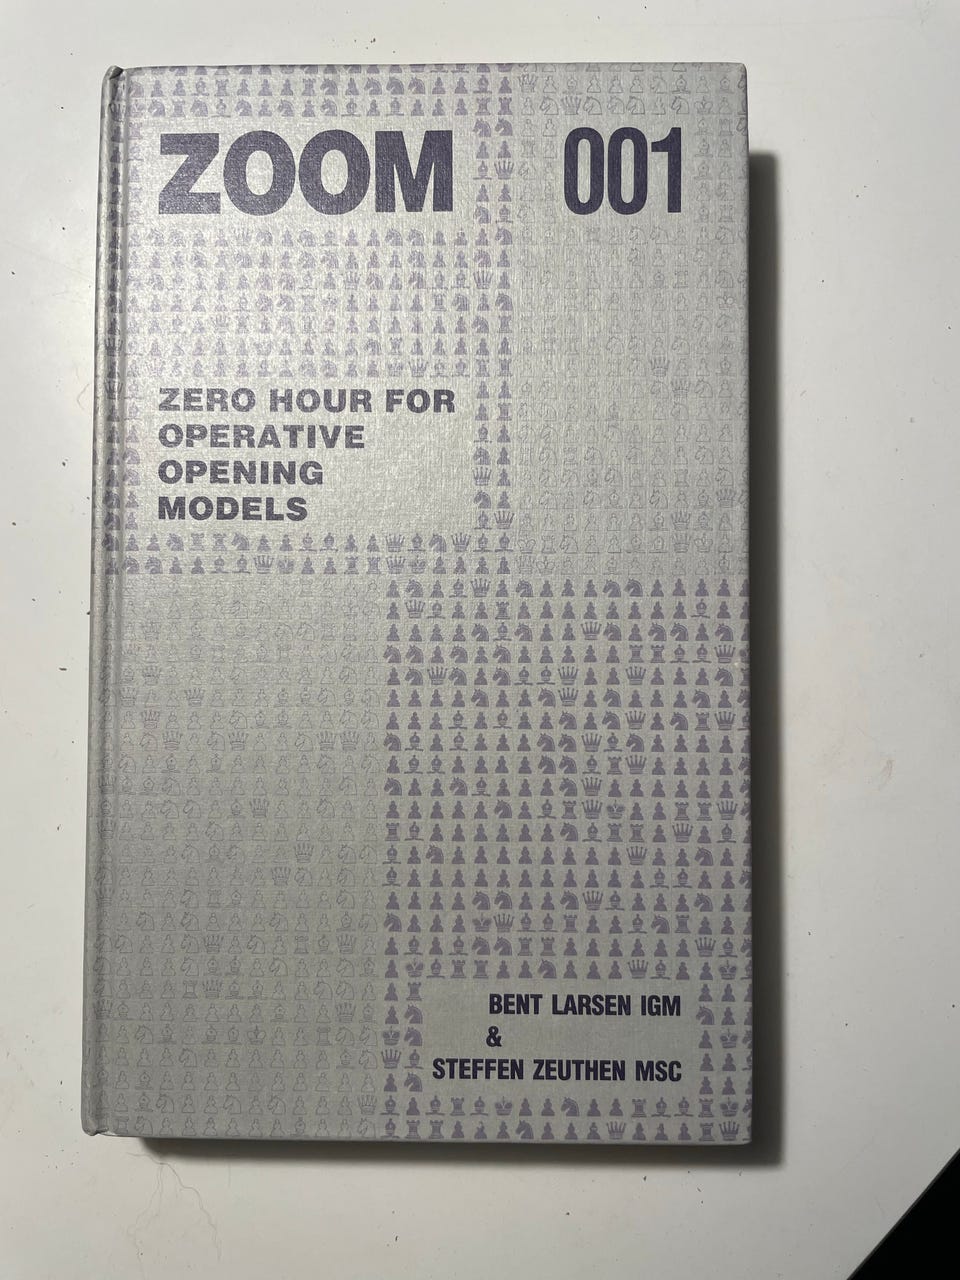 ZOOM 001
ZERO HOUR FOR
OPERATIVE
OPENING
MODELS
BENT LARSEN IGM
&
STEFFEN ZEUTHEN MSC